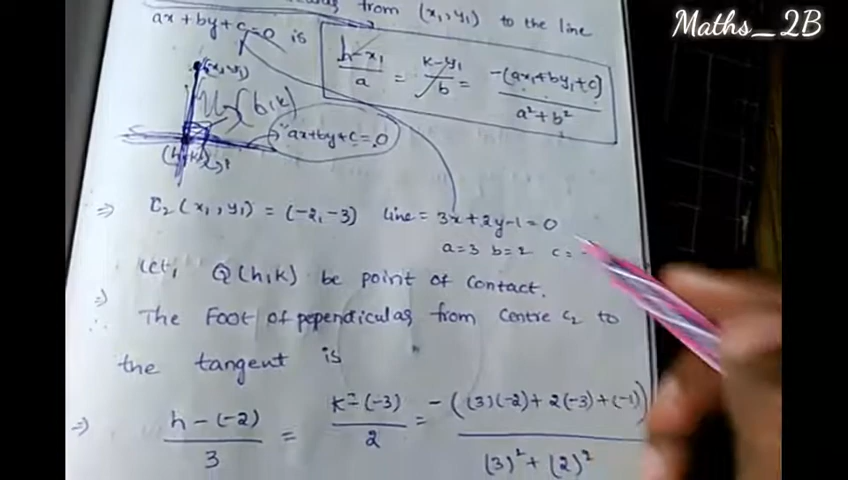 Maths_2B
from (x₁,y₁) to the line
ax+by+c=0 is
(h-x₁)/a = (k-y₁)/b = -(ax₁+by₁+c)/(a²+b²)
(x₁,y₁)
(h,k)
ax+by+c=0
(h,k)
⇒ C₂(x₁,y₁) = (-2,-3) line = 3x+2y-1=0
a=3 b=2 c=-
Let, Q(h,k) be point of contact.
⇒
∴ The Foot of pependicular from centre c₂ to
the tangent is
⇒ (h-(-2))/3 = (k-(-3))/2 = -((3)(-2)+2(-3)+(-1))/((3)²+(2)²)